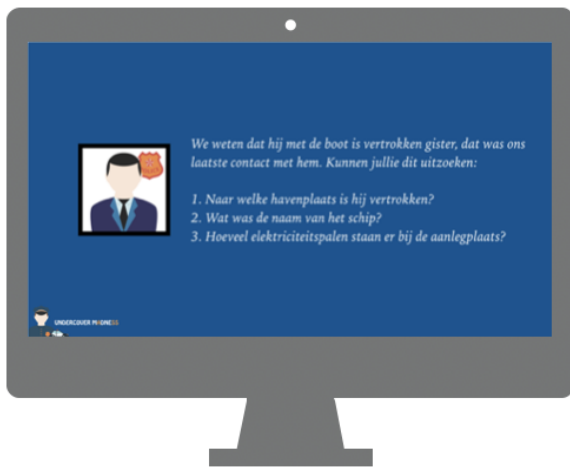 We weten dat hij met de boot is vertrokken gister, dat was ons
laatste contact met hem. Kunnen jullie dit uitzoeken:
1. Naar welke havenplaats is hij vertrokken?
2. Wat was de naam van het schip?
3. Hoeveel elektriciteitspalen staan er bij de aanlegplaats?
UNDERCOVER MADNESS